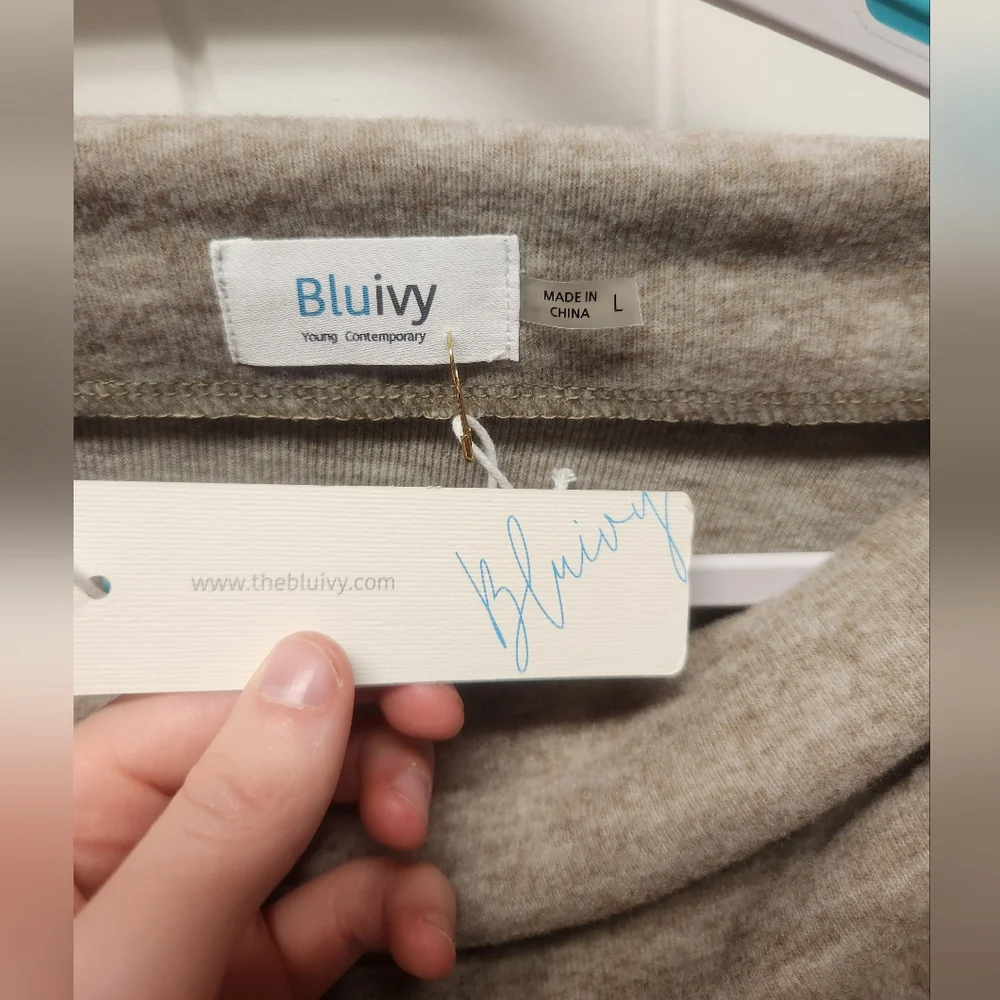 Bluivy
Young Contemporary
MADE IN
CHINA
L
www.thebluivy.com
Bluivy